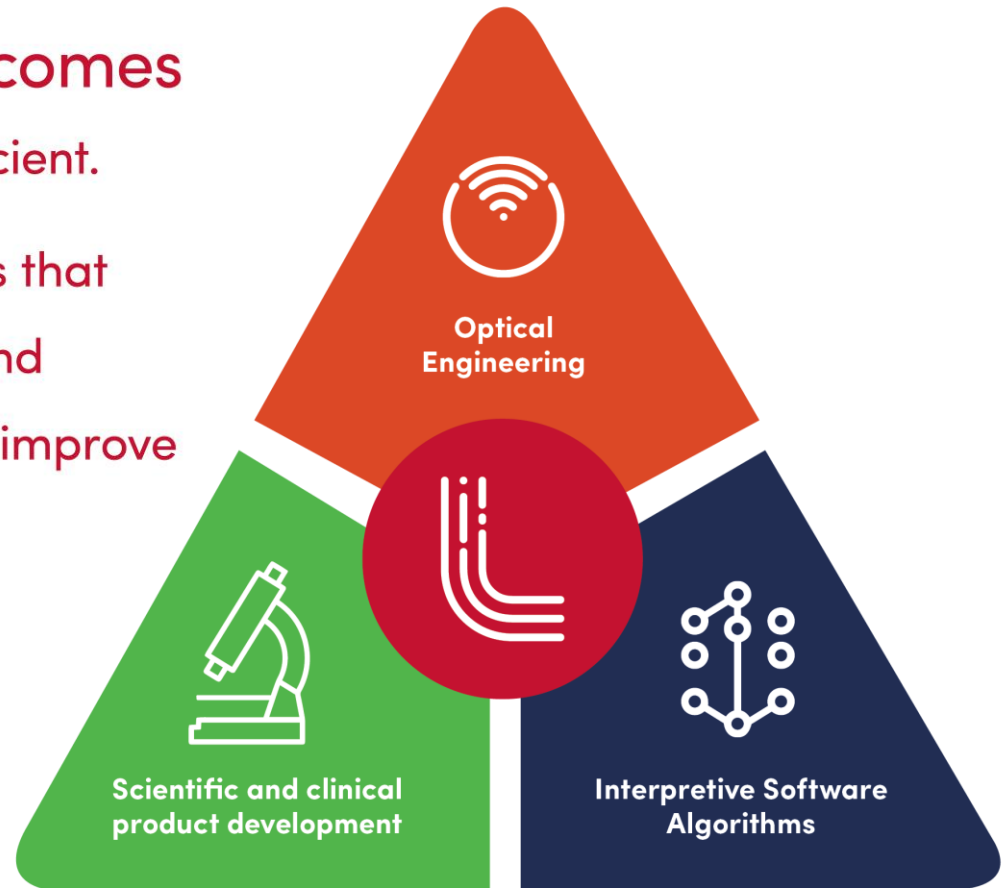 comes
cient.
s that
nd
improve
Optical
Engineering
Scientific and clinical
product development
Interpretive Software
Algorithms